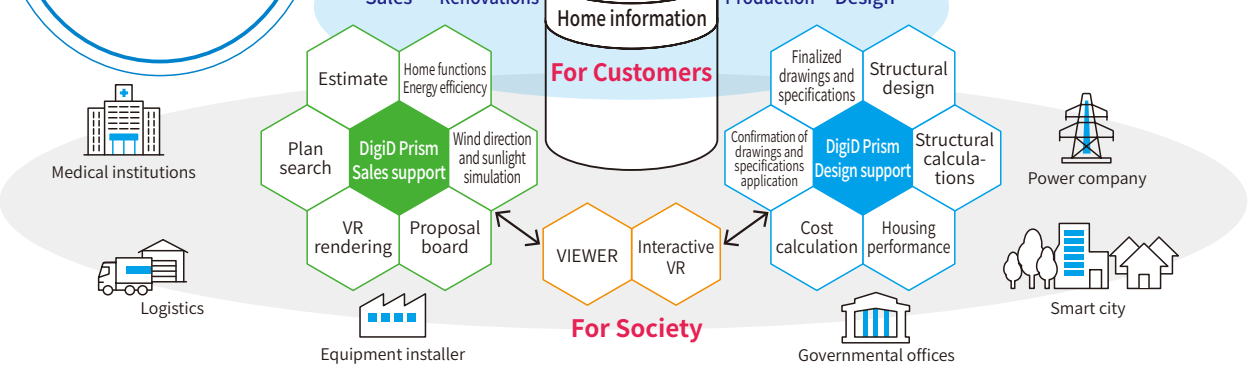 Sales
Renovations
Production
Design
Home information
For Customers
Estimate
Home functions
Energy efficiency
Plan
search
DigiD Prism
Sales support
Wind direction
and sunlight
simulation
VR
rendering
Proposal
board
VIEWER
Interactive
VR
Finalized
drawings and
specifications
Structural
design
Confirmation of
drawings and
specifications
application
DigiD Prism
Design support
Structural
calcula-
tions
Cost
calculation
Housing
performance
Medical institutions
Logistics
Equipment installer
For Society
Governmental offices
Smart city
Power company